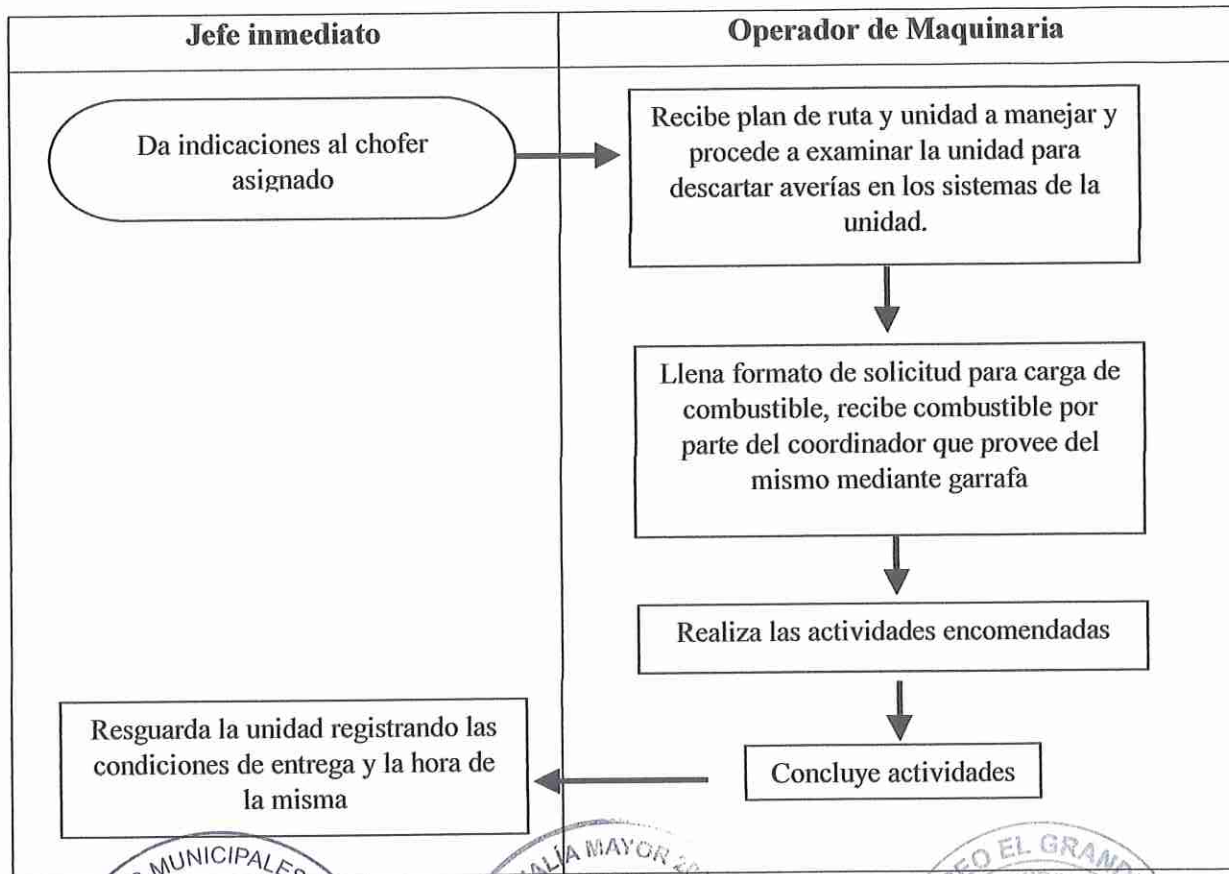 Jefe inmediato
Operador de Maquinaria
Da indicaciones al chofer
asignado
Recibe plan de ruta y unidad a manejar y
procede a examinar la unidad para
descartar averías en los sistemas de la
unidad.
Llena formato de solicitud para carga de
combustible, recibe combustible por
parte del coordinador que provee del
mismo mediante garrafa
Realiza las actividades encomendadas
Concluye actividades
Resguarda la unidad registrando las
condiciones de entrega y la hora de
la misma
MUNICIPALES
MAYOR
EL GRAN